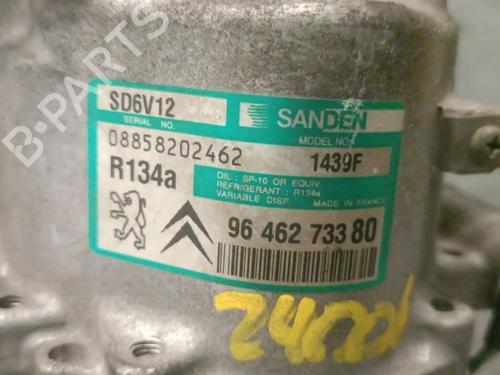 SD6V12
SANDEN
SERIAL NO.
MODEL NO.
08858202462
1439F
R134a
OIL : SP-10 OR EQUIV.
REFRIGERANT : R134a
VARIABLE DISP. MADE IN FRANCE
96 462 733 80
B-PARTS